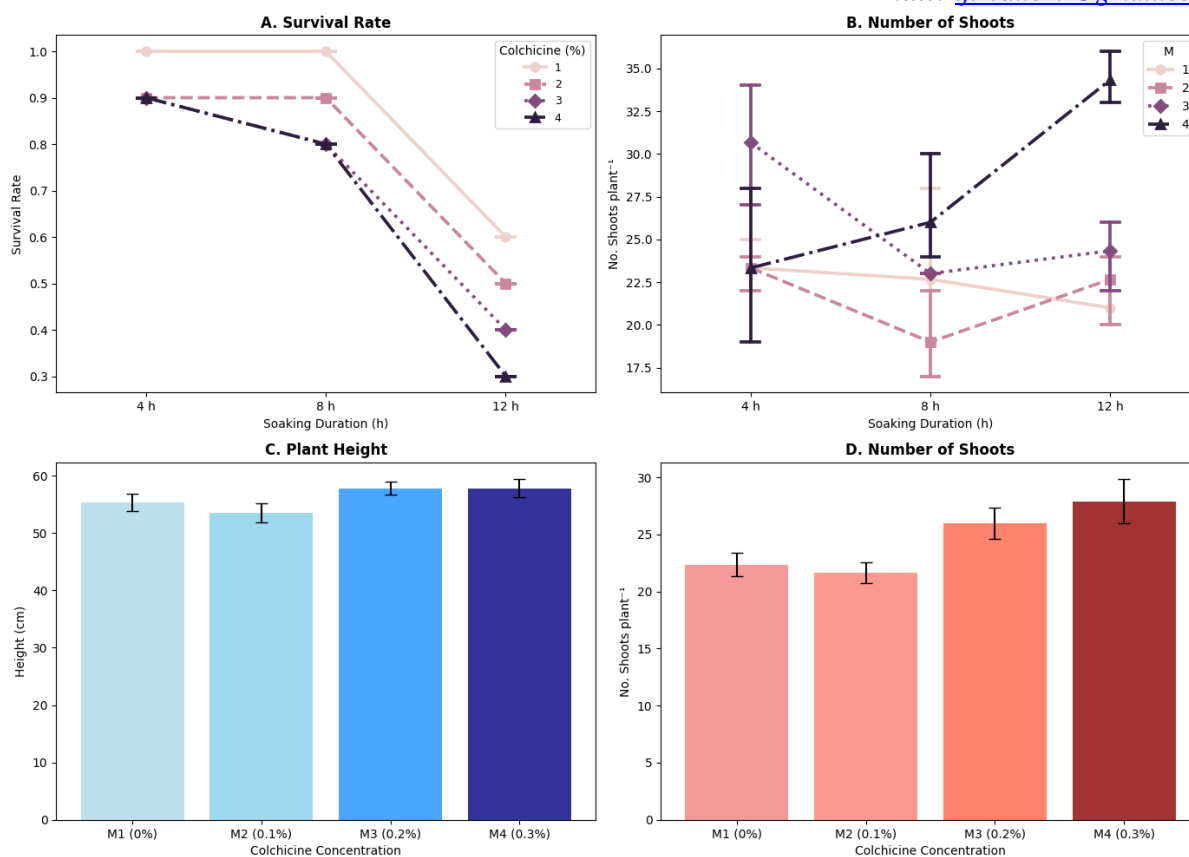 A. Survival Rate
1.0
0.9
0.8
0.7
0.6
0.5
0.4
0.3
Survival Rate
Colchicine (%)
1
2
3
4
4 h
8 h
12 h
Soaking Duration (h)
B. Number of Shoots
35.0
32.5
30.0
27.5
25.0
22.5
20.0
17.5
No. Shoots plant⁻¹
M
1
2
3
4
4 h
8 h
12 h
Soaking Duration (h)
C. Plant Height
60
50
40
30
20
10
0
Height (cm)
M1 (0%)
M2 (0.1%)
M3 (0.2%)
M4 (0.3%)
Colchicine Concentration
D. Number of Shoots
30
25
20
15
10
5
0
No. Shoots plant⁻¹
M1 (0%)
M2 (0.1%)
M3 (0.2%)
M4 (0.3%)
Colchicine Concentration